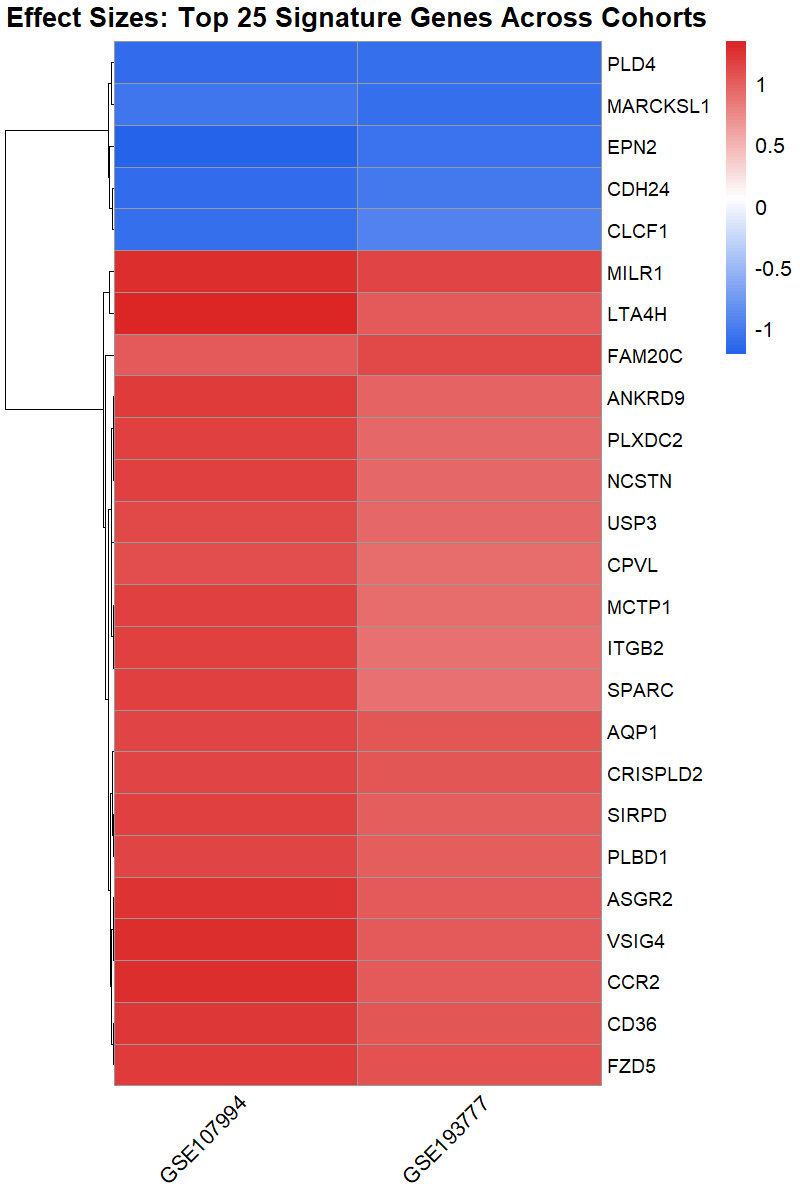 Effect Sizes: Top 25 Signature Genes Across Cohorts
PLD4
MARCKSL1
EPN2
CDH24
CLCF1
MILR1
LTA4H
FAM20C
ANKRD9
PLXDC2
NCSTN
USP3
CPVL
MCTP1
ITGB2
SPARC
AQP1
CRISPLD2
SIRPD
PLBD1
ASGR2
VSIG4
CCR2
CD36
FZD5
1
0.5
0
-0.5
-1
GSE107994
GSE193777